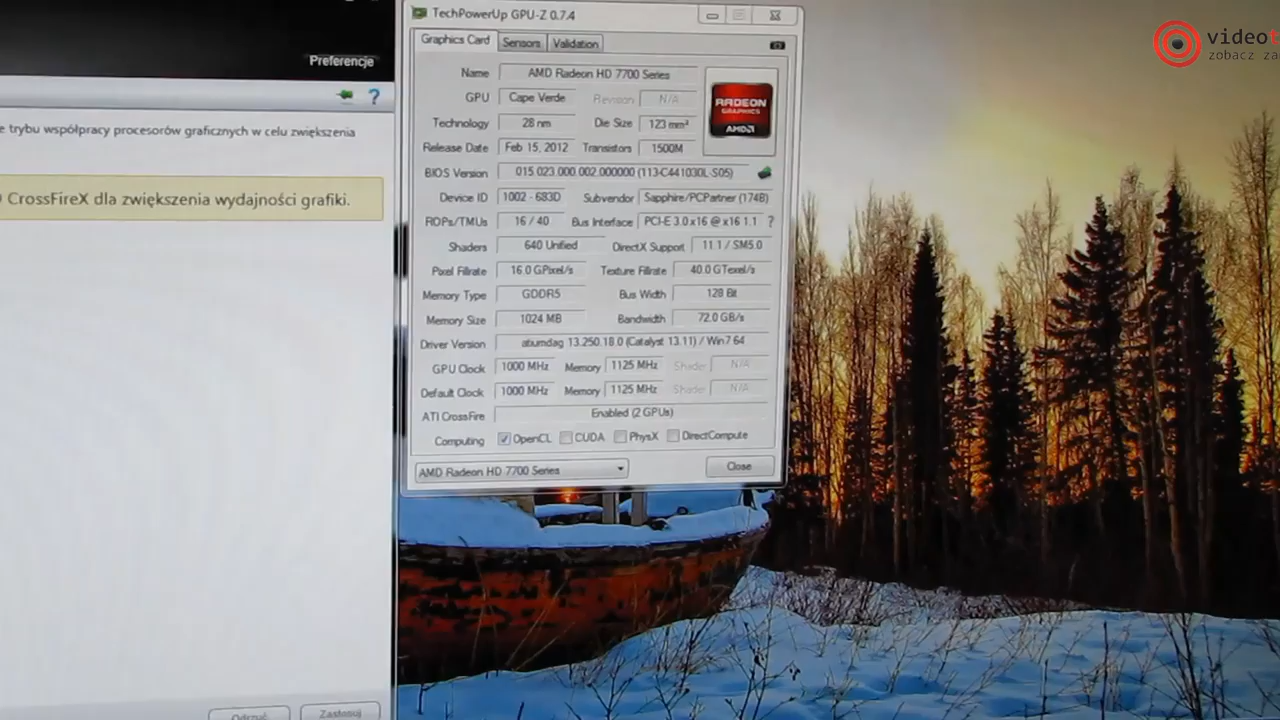 Preferencje
?
e trybu współpracy procesorów graficznych w celu zwiększenia
CrossFireX dla zwiększenia wydajności grafiki.
Odrzuć
Zastosuj
TechPowerUp GPU-Z 0.7.4
Graphics Card Sensors Validation
Name AMD Radeon HD 7700 Series
GPU Cape Verde Revision N/A
Technology 28 nm Die Size 123 mm²
Release Date Feb 15, 2012 Transistors 1500M
BIOS Version 015.023.000.002.000000 (113-C441030L-S05)
Device ID 1002 - 683D Subvendor Sapphire/PCPartner (174B)
ROPs/TMUs 16 / 40 Bus Interface PCI-E 3.0 x16 @ x16 1.1 ?
Shaders 640 Unified DirectX Support 11.1 / SM5.0
Pixel Fillrate 16.0 GPixel/s Texture Fillrate 40.0 GTexel/s
Memory Type GDDR5 Bus Width 128 Bit
Memory Size 1024 MB Bandwidth 72.0 GB/s
Driver Version atiumdag 13.250.18.0 (Catalyst 13.11) / Win7 64
GPU Clock 1000 MHz Memory 1125 MHz Shader N/A
Default Clock 1000 MHz Memory 1125 MHz Shader N/A
ATI CrossFire Enabled (2 GPUs)
Computing OpenCL CUDA PhysX DirectCompute
AMD Radeon HD 7700 Series Close
RADEON
GRAPHICS
AMD
videot
zobacz za